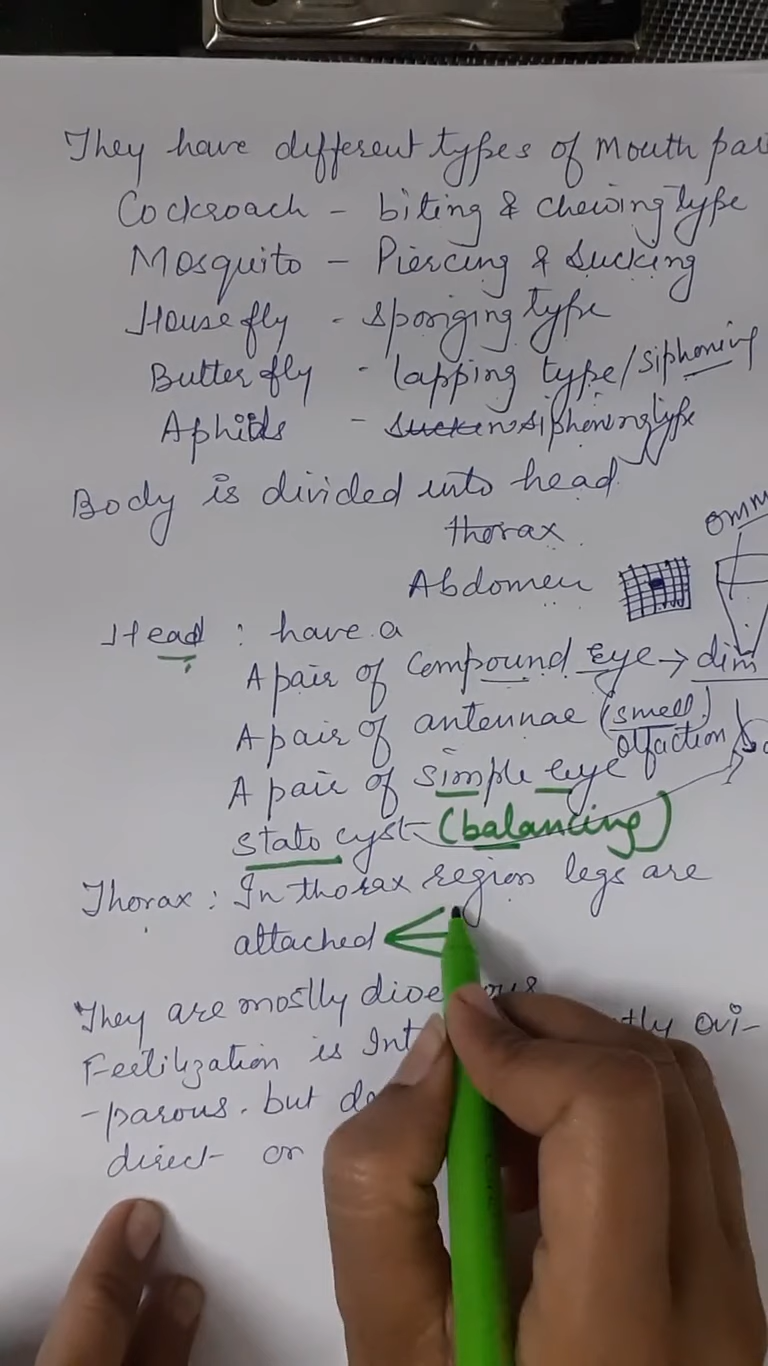 They have different types of Mouth
Cockroach - biting & chewing type
Mosquito - Piercing & Sucking
Housefly - sponging type
Butterfly - lapping type/siphoning
Aphids - siphoning type
Body is divided into head
thorax
Abdomen
Head : have a
A pair of Compound Eye → dim
A pair of antennae (smell)
olfaction
A pair of simple eye
stato cyst (balancing)
Thorax : In thorax region legs are
attached
They are mostly
Fertilization is ovi-
-parous. but
direct or